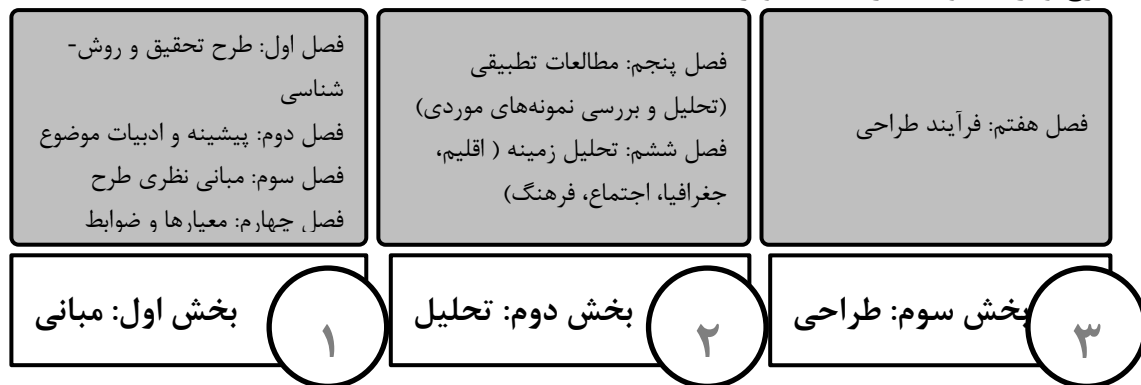 فصل اول: طرح تحقیق و روش-
شناسی
فصل دوم: پیشینه و ادبیات موضوع
فصل سوم: مبانی نظری طرح
فصل چهارم: معیارها و ضوابط
بخش اول: مبانی
۱
فصل پنجم: مطالعات تطبیقی
(تحلیل و بررسی نمونه‌های موردی)
فصل ششم: تحلیل زمینه ( اقلیم،
جغرافیا، اجتماع، فرهنگ)
بخش دوم: تحلیل
۲
فصل هفتم: فرآیند طراحی
بخش سوم: طراحی
۳